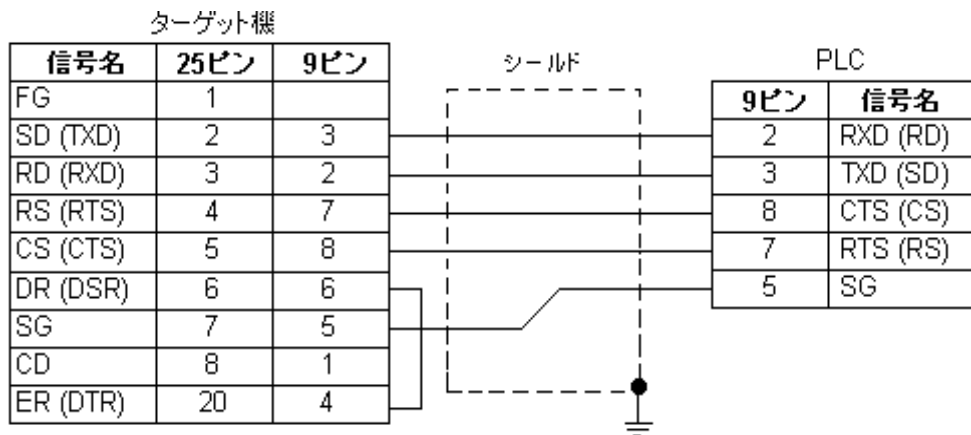 ターゲット機
信号名 25ピン 9ピン
FG 1
SD (TXD) 2 3
RD (RXD) 3 2
RS (RTS) 4 7
CS (CTS) 5 8
DR (DSR) 6 6
SG 7 5
CD 8 1
ER (DTR) 20 4
シールド
PLC
9ピン 信号名
2 RXD (RD)
3 TXD (SD)
8 CTS (CS)
7 RTS (RS)
5 SG